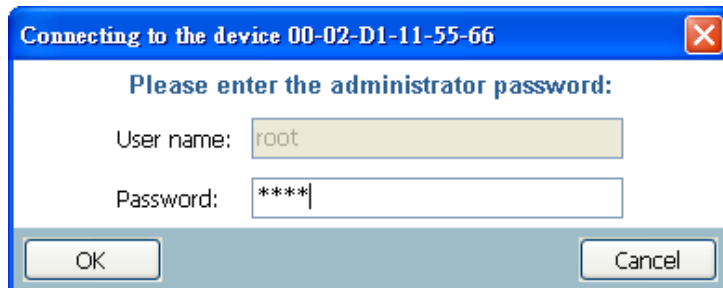 Connecting to the device 00-02-D1-11-55-66
Please enter the administrator password:
User name: root
Password: ****
OK Cancel